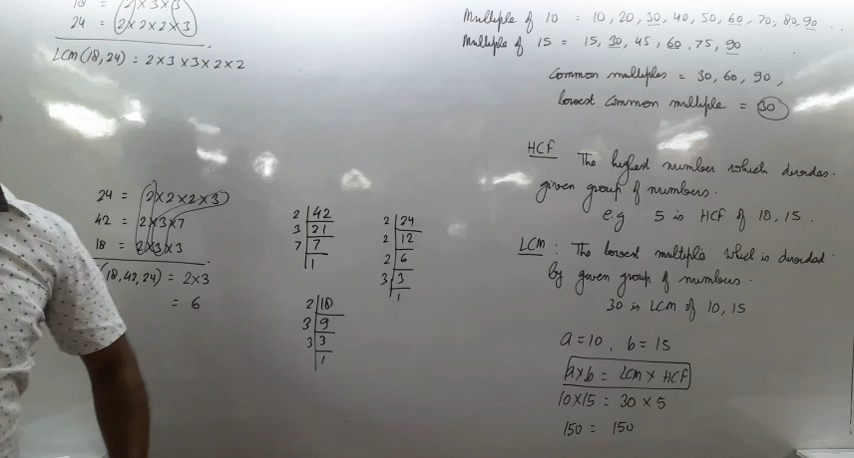 18 = 2×3×3
24 = 2×2×2×3
LCM(18,24) = 2×3×3×2×2
24 = 2×2×2×3
42 = 2×3×7
18 = 2×3×3
(18,42,24) = 2×3
= 6
2 | 42
3 | 21
7 | 7
1
2 | 24
2 | 12
2 | 6
3 | 3
1
2 | 18
3 | 9
3 | 3
1
Multiple of 10 = 10, 20, 30, 40, 50, 60, 70, 80, 90 ...
Multiple of 15 = 15, 30, 45, 60, 75, 90
Common multiples = 30, 60, 90,
lowest common multiple = 30
HCF The highest number which
given group of numbers.
e.g 5 is HCF of 10, 15.
LCM : The lowest multiple which is
by given group of numbers.
30 is LCM of 10, 15
a = 10, b = 15
a×b = LCM × HCF
10×15 = 30 × 5
150 = 150